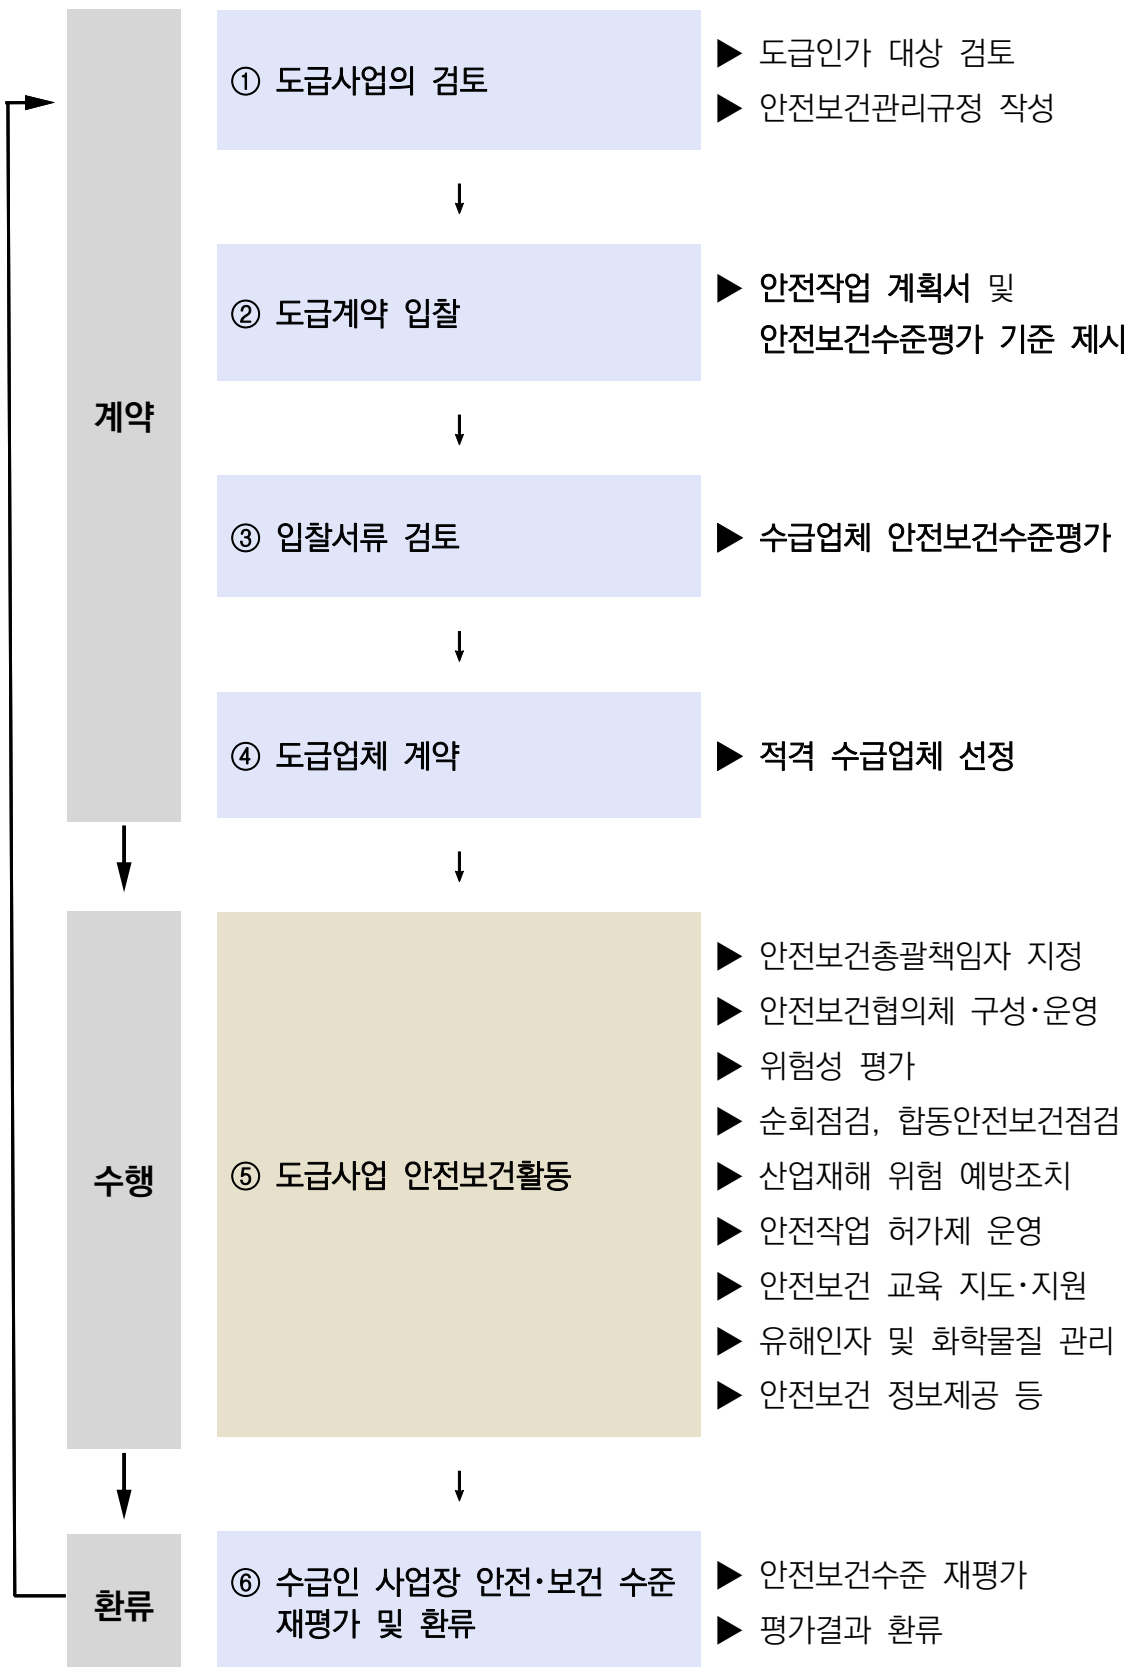 계약
① 도급사업의 검토
▶ 도급인가 대상 검토
▶ 안전보건관리규정 작성
② 도급계약 입찰
▶ 안전작업 계획서 및
안전보건수준평가 기준 제시
③ 입찰서류 검토
▶ 수급업체 안전보건수준평가
④ 도급업체 계약
▶ 적격 수급업체 선정
수행
⑤ 도급사업 안전보건활동
▶ 안전보건총괄책임자 지정
▶ 안전보건협의체 구성·운영
▶ 위험성 평가
▶ 순회점검, 합동안전보건점검
▶ 산업재해 위험 예방조치
▶ 안전작업 허가제 운영
▶ 안전보건 교육 지도·지원
▶ 유해인자 및 화학물질 관리
▶ 안전보건 정보제공 등
환류
⑥ 수급인 사업장 안전·보건 수준
재평가 및 환류
▶ 안전보건수준 재평가
▶ 평가결과 환류